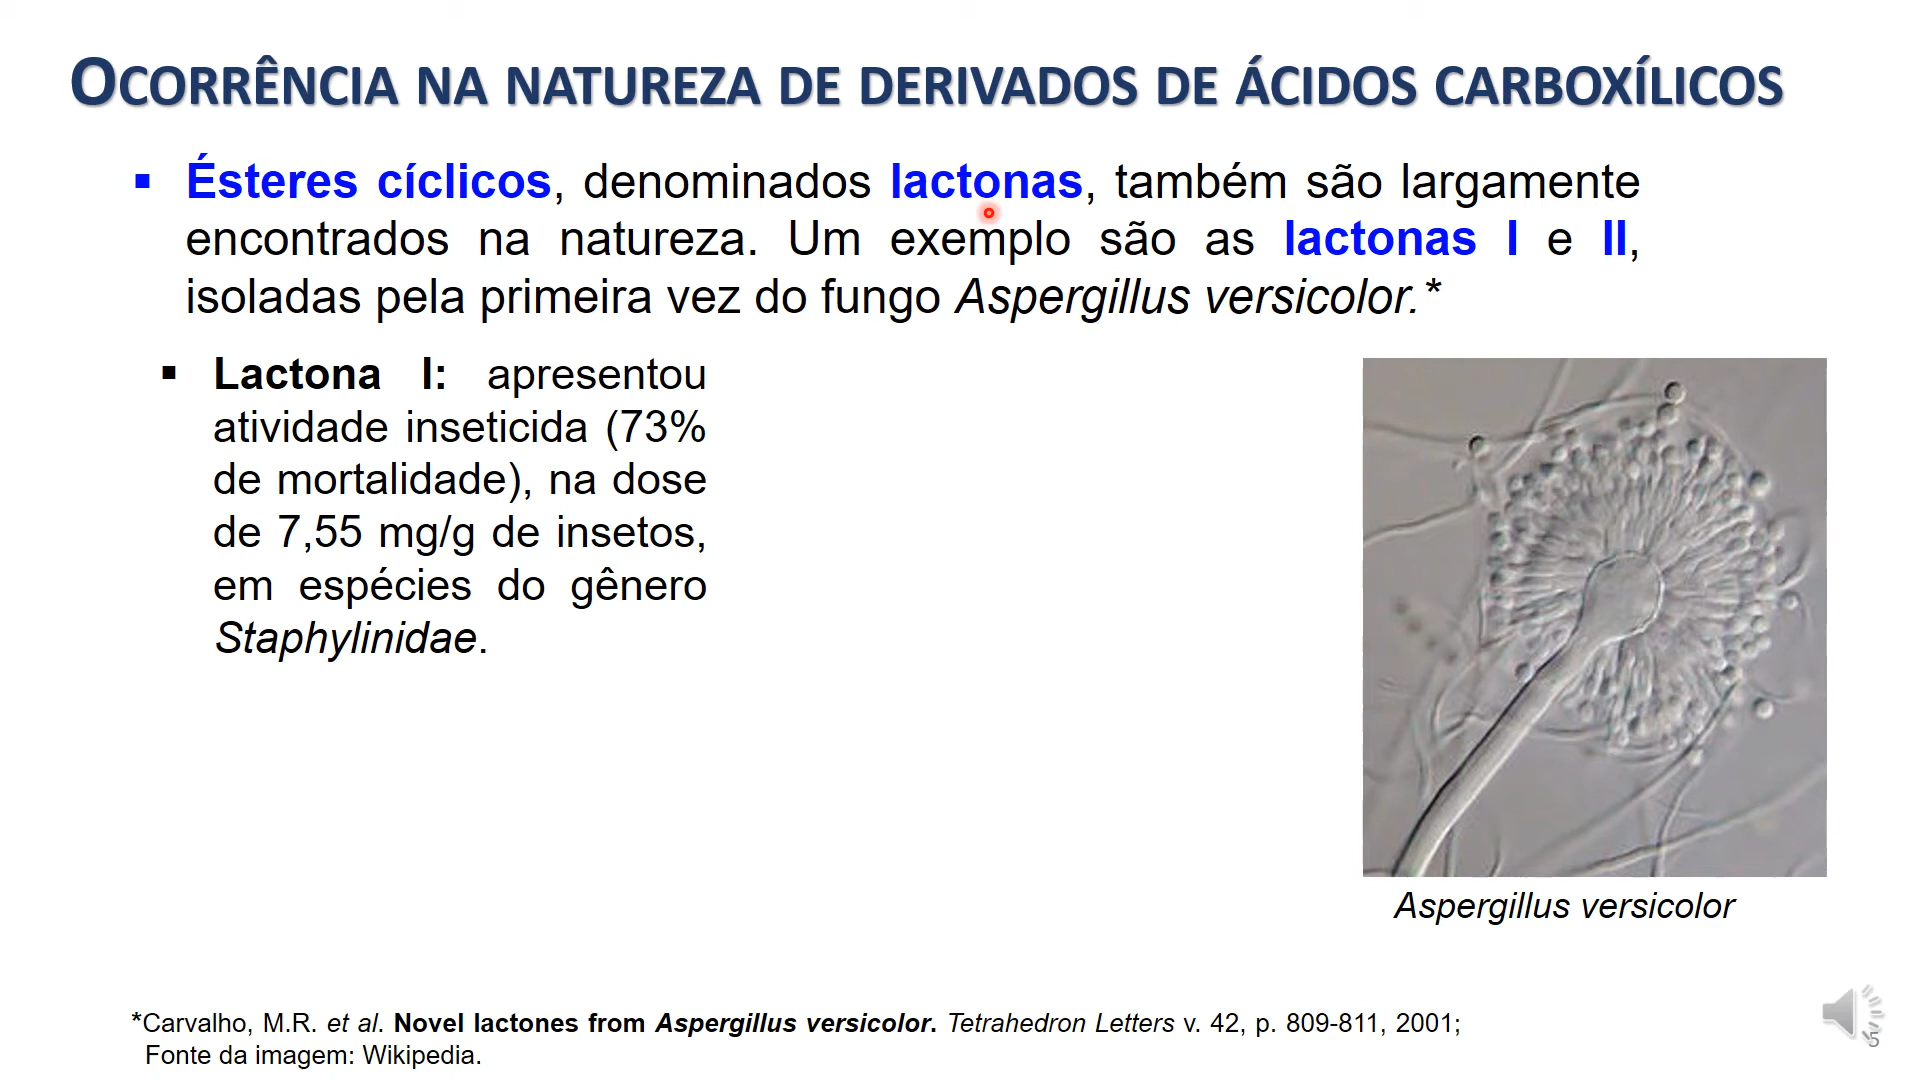 OCORRÊNCIA NA NATUREZA DE DERIVADOS DE ÁCIDOS CARBOXÍLICOS
▪ Ésteres cíclicos, denominados lactonas, também são largamente
encontrados na natureza. Um exemplo são as lactonas I e II,
isoladas pela primeira vez do fungo Aspergillus versicolor.*
▪ Lactona I: apresentou
atividade inseticida (73%
de mortalidade), na dose
de 7,55 mg/g de insetos,
em espécies do gênero
Staphylinidae.
Aspergillus versicolor
*Carvalho, M.R. et al. Novel lactones from Aspergillus versicolor. Tetrahedron Letters v. 42, p. 809-811, 2001;
Fonte da imagem: Wikipedia.
5